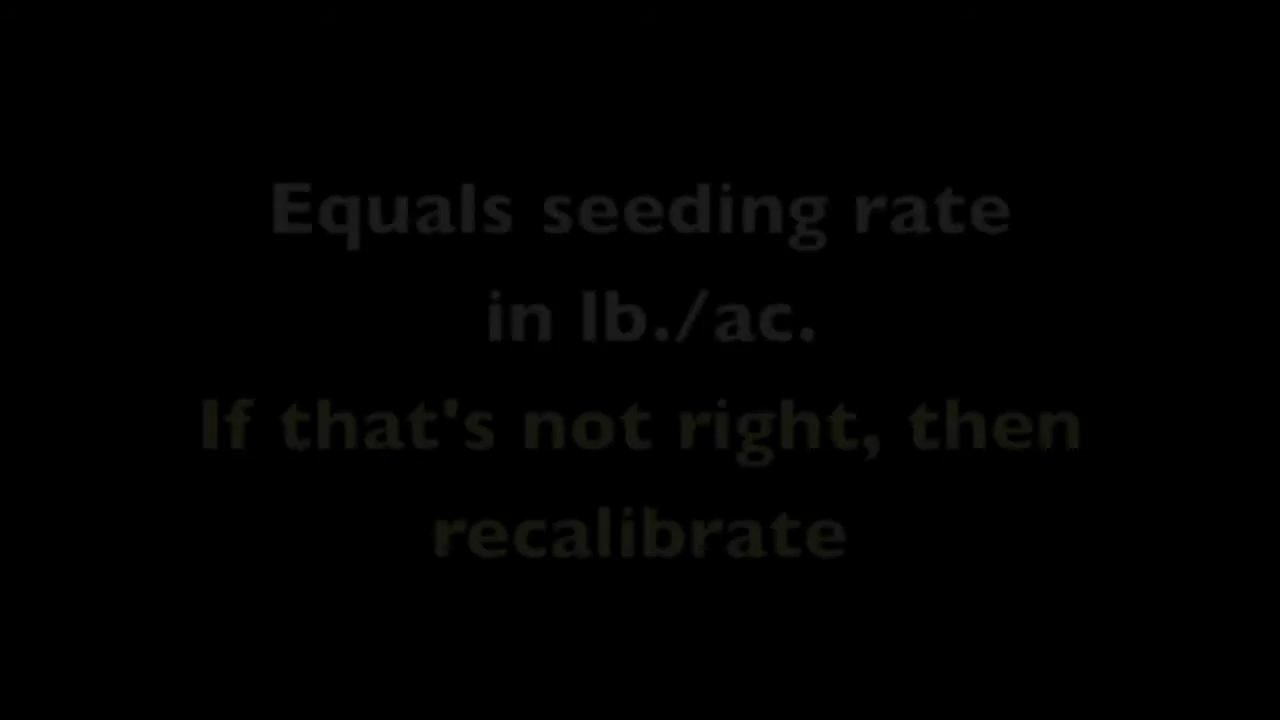 Equals seeding rate
in lb./ac.
If that's not right, then
recalibrate